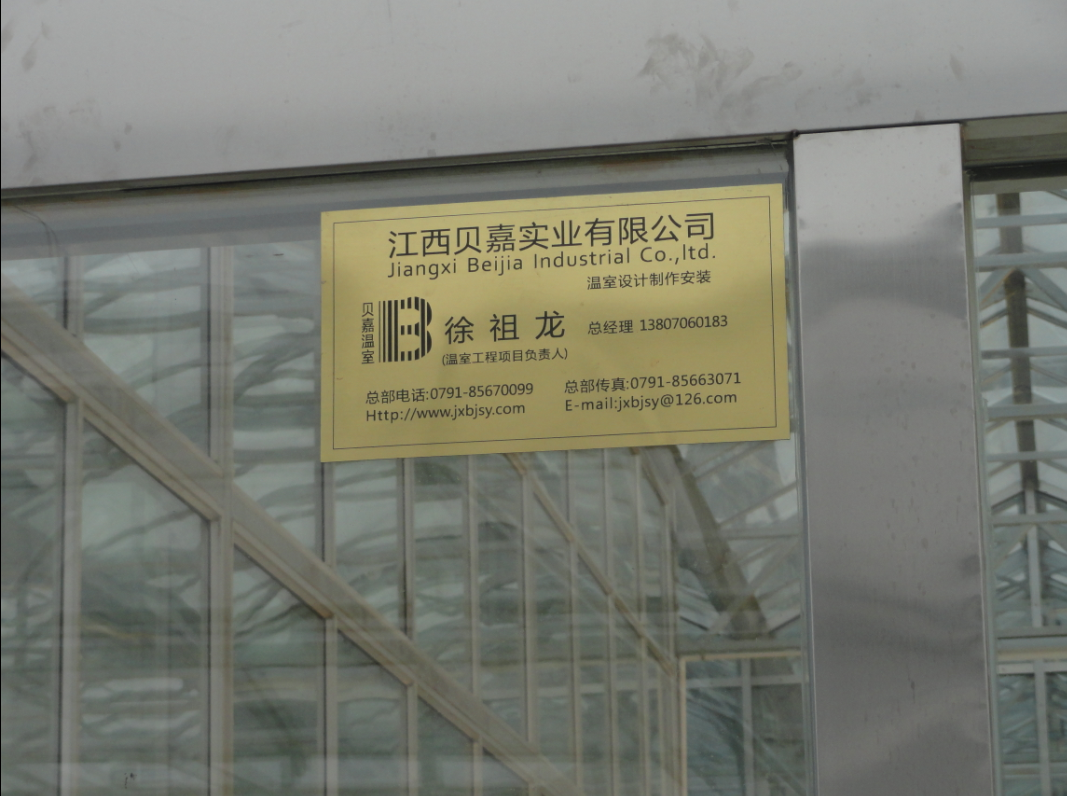 江西贝嘉实业有限公司
Jiangxi Beijia Industrial Co.,ltd.
温室设计制作安装
贝嘉温室
B
徐祖龙 总经理 13807060183
(温室工程项目负责人)
总部电话:0791-85670099 总部传真:0791-85663071
Http://www.jxbjsy.com E-mail:jxbjsy@126.com